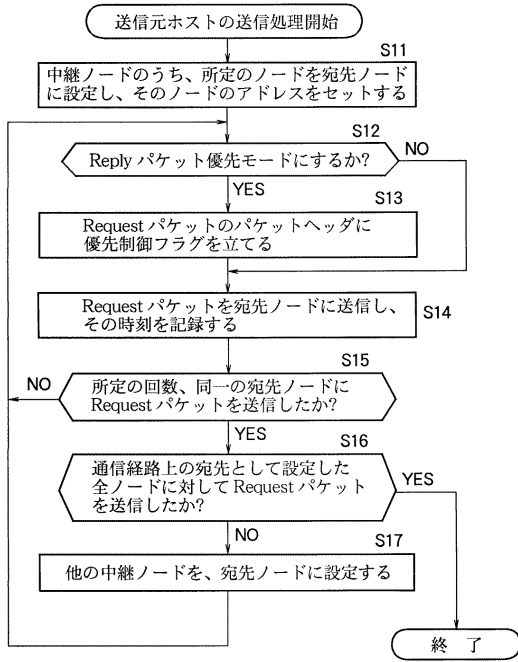 送信元ホストの送信処理開始
S11
中継ノードのうち、所定のノードを宛先ノード
に設定し、そのノードのアドレスをセットする
S12
Reply パケット優先モードにするか?
NO
YES
S13
Request パケットのパケットヘッダに
優先制御フラグを立てる
Request パケットを宛先ノードに送信し、
その時刻を記録する
S14
S15
NO
所定の回数、同一の宛先ノードに
Request パケットを送信したか?
YES
S16
通信経路上の宛先として設定した
全ノードに対して Request パケット
を送信したか?
YES
NO
S17
他の中継ノードを、宛先ノードに設定する
終 了